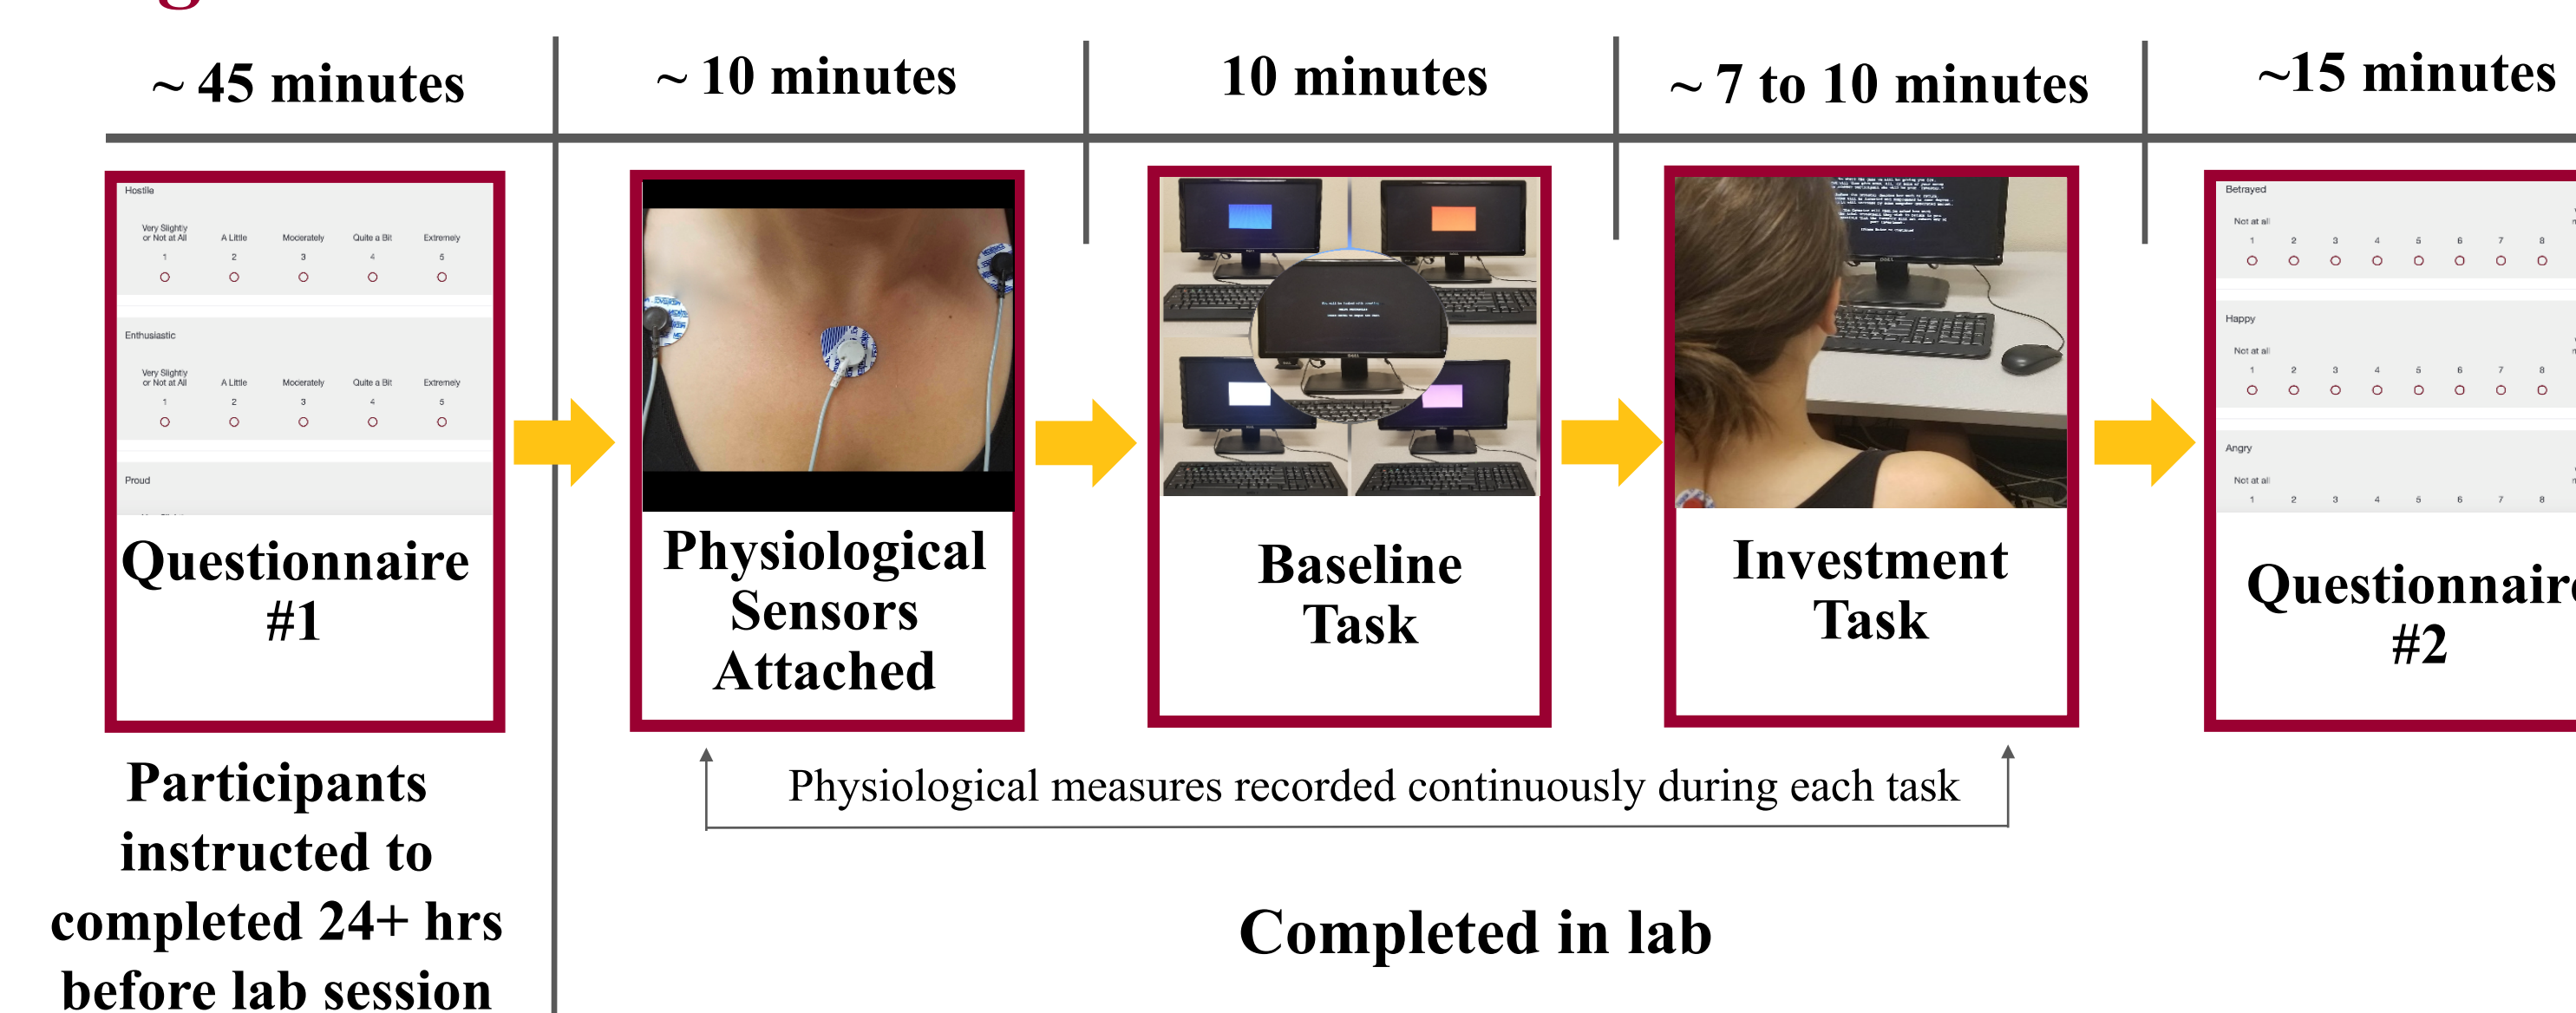 ~ 45 minutes
~ 10 minutes
10 minutes
~ 7 to 10 minutes
~15 minutes
Hostile
Very Slightly
or Not at All A Little Moderately Quite a Bit Extremely
1 2 3 4 5
Enthusiastic
Very Slightly
or Not at All A Little Moderately Quite a Bit Extremely
1 2 3 4 5
Proud
Questionnaire
#1
Physiological
Sensors
Attached
Baseline
Task
Investment
Task
Betrayed
Not at all
1 2 3 4 5 6 7 8
Happy
Not at all
1 2 3 4 5 6 7 8
Angry
Not at all
1 2 3 4 5 6 7 8
Questionnaire
#2
Participants
instructed to
completed 24+ hrs
before lab session
Physiological measures recorded continuously during each task
Completed in lab